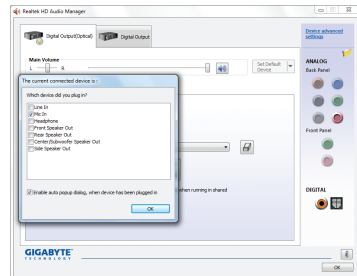 Realtek HD Audio Manager
Digital Output(Optical)
Digital Output
Device advanced settings
Main Volume
L
R
Set Default Device
ANALOG
Back Panel
The current connected device is :
Which device did you plug in?
Line In
Mic In
Headphone
Front Speaker Out
Rear Speaker Out
Center/Subwoofer Speaker Out
Side Speaker Out
Front Panel
Enable auto popup dialog, when device has been plugged in
when running in shared
DIGITAL
OK
GIGABYTE
TECHNOLOGY
OK